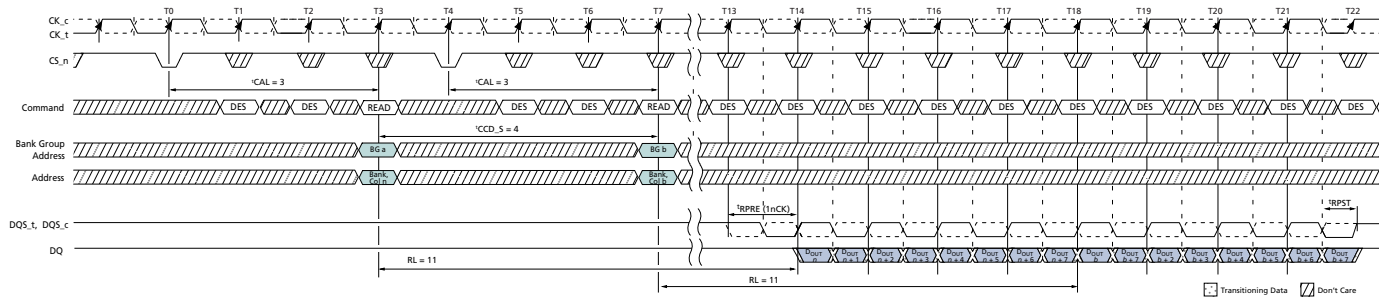 T0 T1 T2 T3 T4 T5 T6 T7 T13 T14 T15 T16 T17 T18 T19 T20 T21 T22
CK_c
CK_t
CS_n
tCAL = 3 tCAL = 3
Command DES DES READ DES DES READ DES DES DES DES DES DES DES DES DES DES
tCCD_S = 4
Bank Group
Address
BG a BG b
Address
Bank, Col n
Bank, Col b
tRPRE (1nCK) tRPST
DQS_t, DQS_c
DQ
DOUT n DOUT n + 1 DOUT n + 2 DOUT n + 3 DOUT n + 4 DOUT n + 5 DOUT n + 6 DOUT n + 7 DOUT b DOUT b + 7 DOUT b + 2 DOUT b + 3 DOUT b + 4 DOUT b + 5 DOUT b + 6 DOUT b + 7
RL = 11
RL = 11
Transitioning Data Don't Care